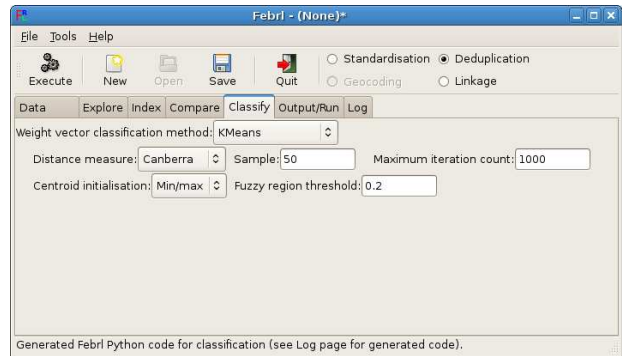 Febrl - (None)*
File Tools Help
Execute New Open Save Quit
Standardisation Deduplication
Geocoding Linkage
Data Explore Index Compare Classify Output/Run Log
Weight vector classification method: KMeans
Distance measure: Canberra Sample: 50 Maximum iteration count: 1000
Centroid initialisation: Min/max Fuzzy region threshold: 0.2
Generated Febrl Python code for classification (see Log page for generated code).